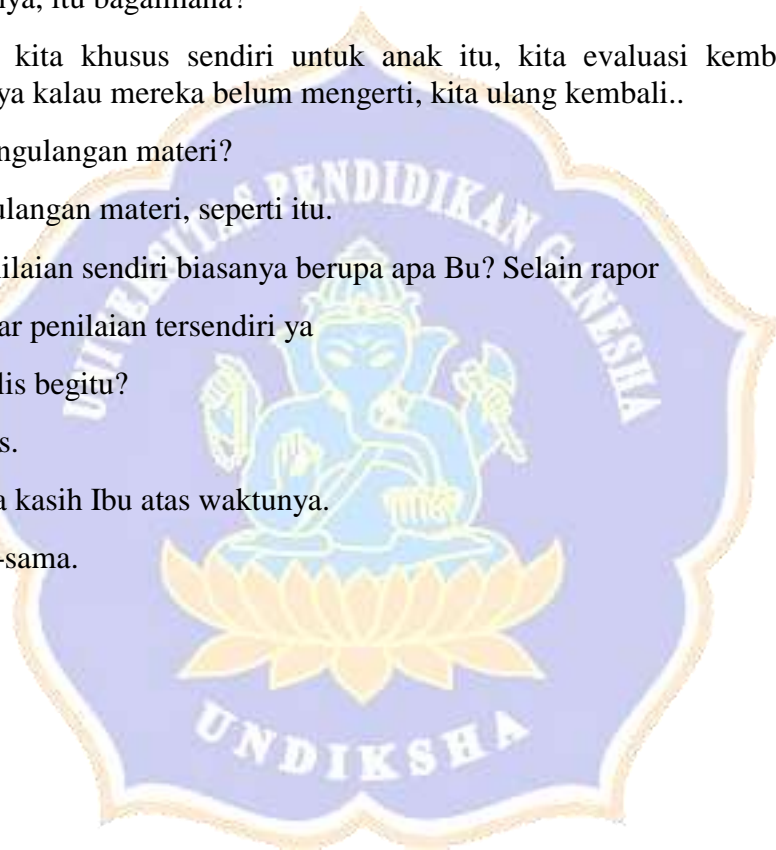 nya, itu bagaimana?
kita khusus sendiri untuk anak itu, kita evaluasi kemb
ya kalau mereka belum mengerti, kita ulang kembali..
ngulangan materi?
ulangan materi, seperti itu.
nilaian sendiri biasanya berupa apa Bu? Selain rapor
ar penilaian tersendiri ya
lis begitu?
s.
a kasih Ibu atas waktunya.
-sama.
UNIVERSITAS PENDIDIKAN GANESHA
UNDIKSHA